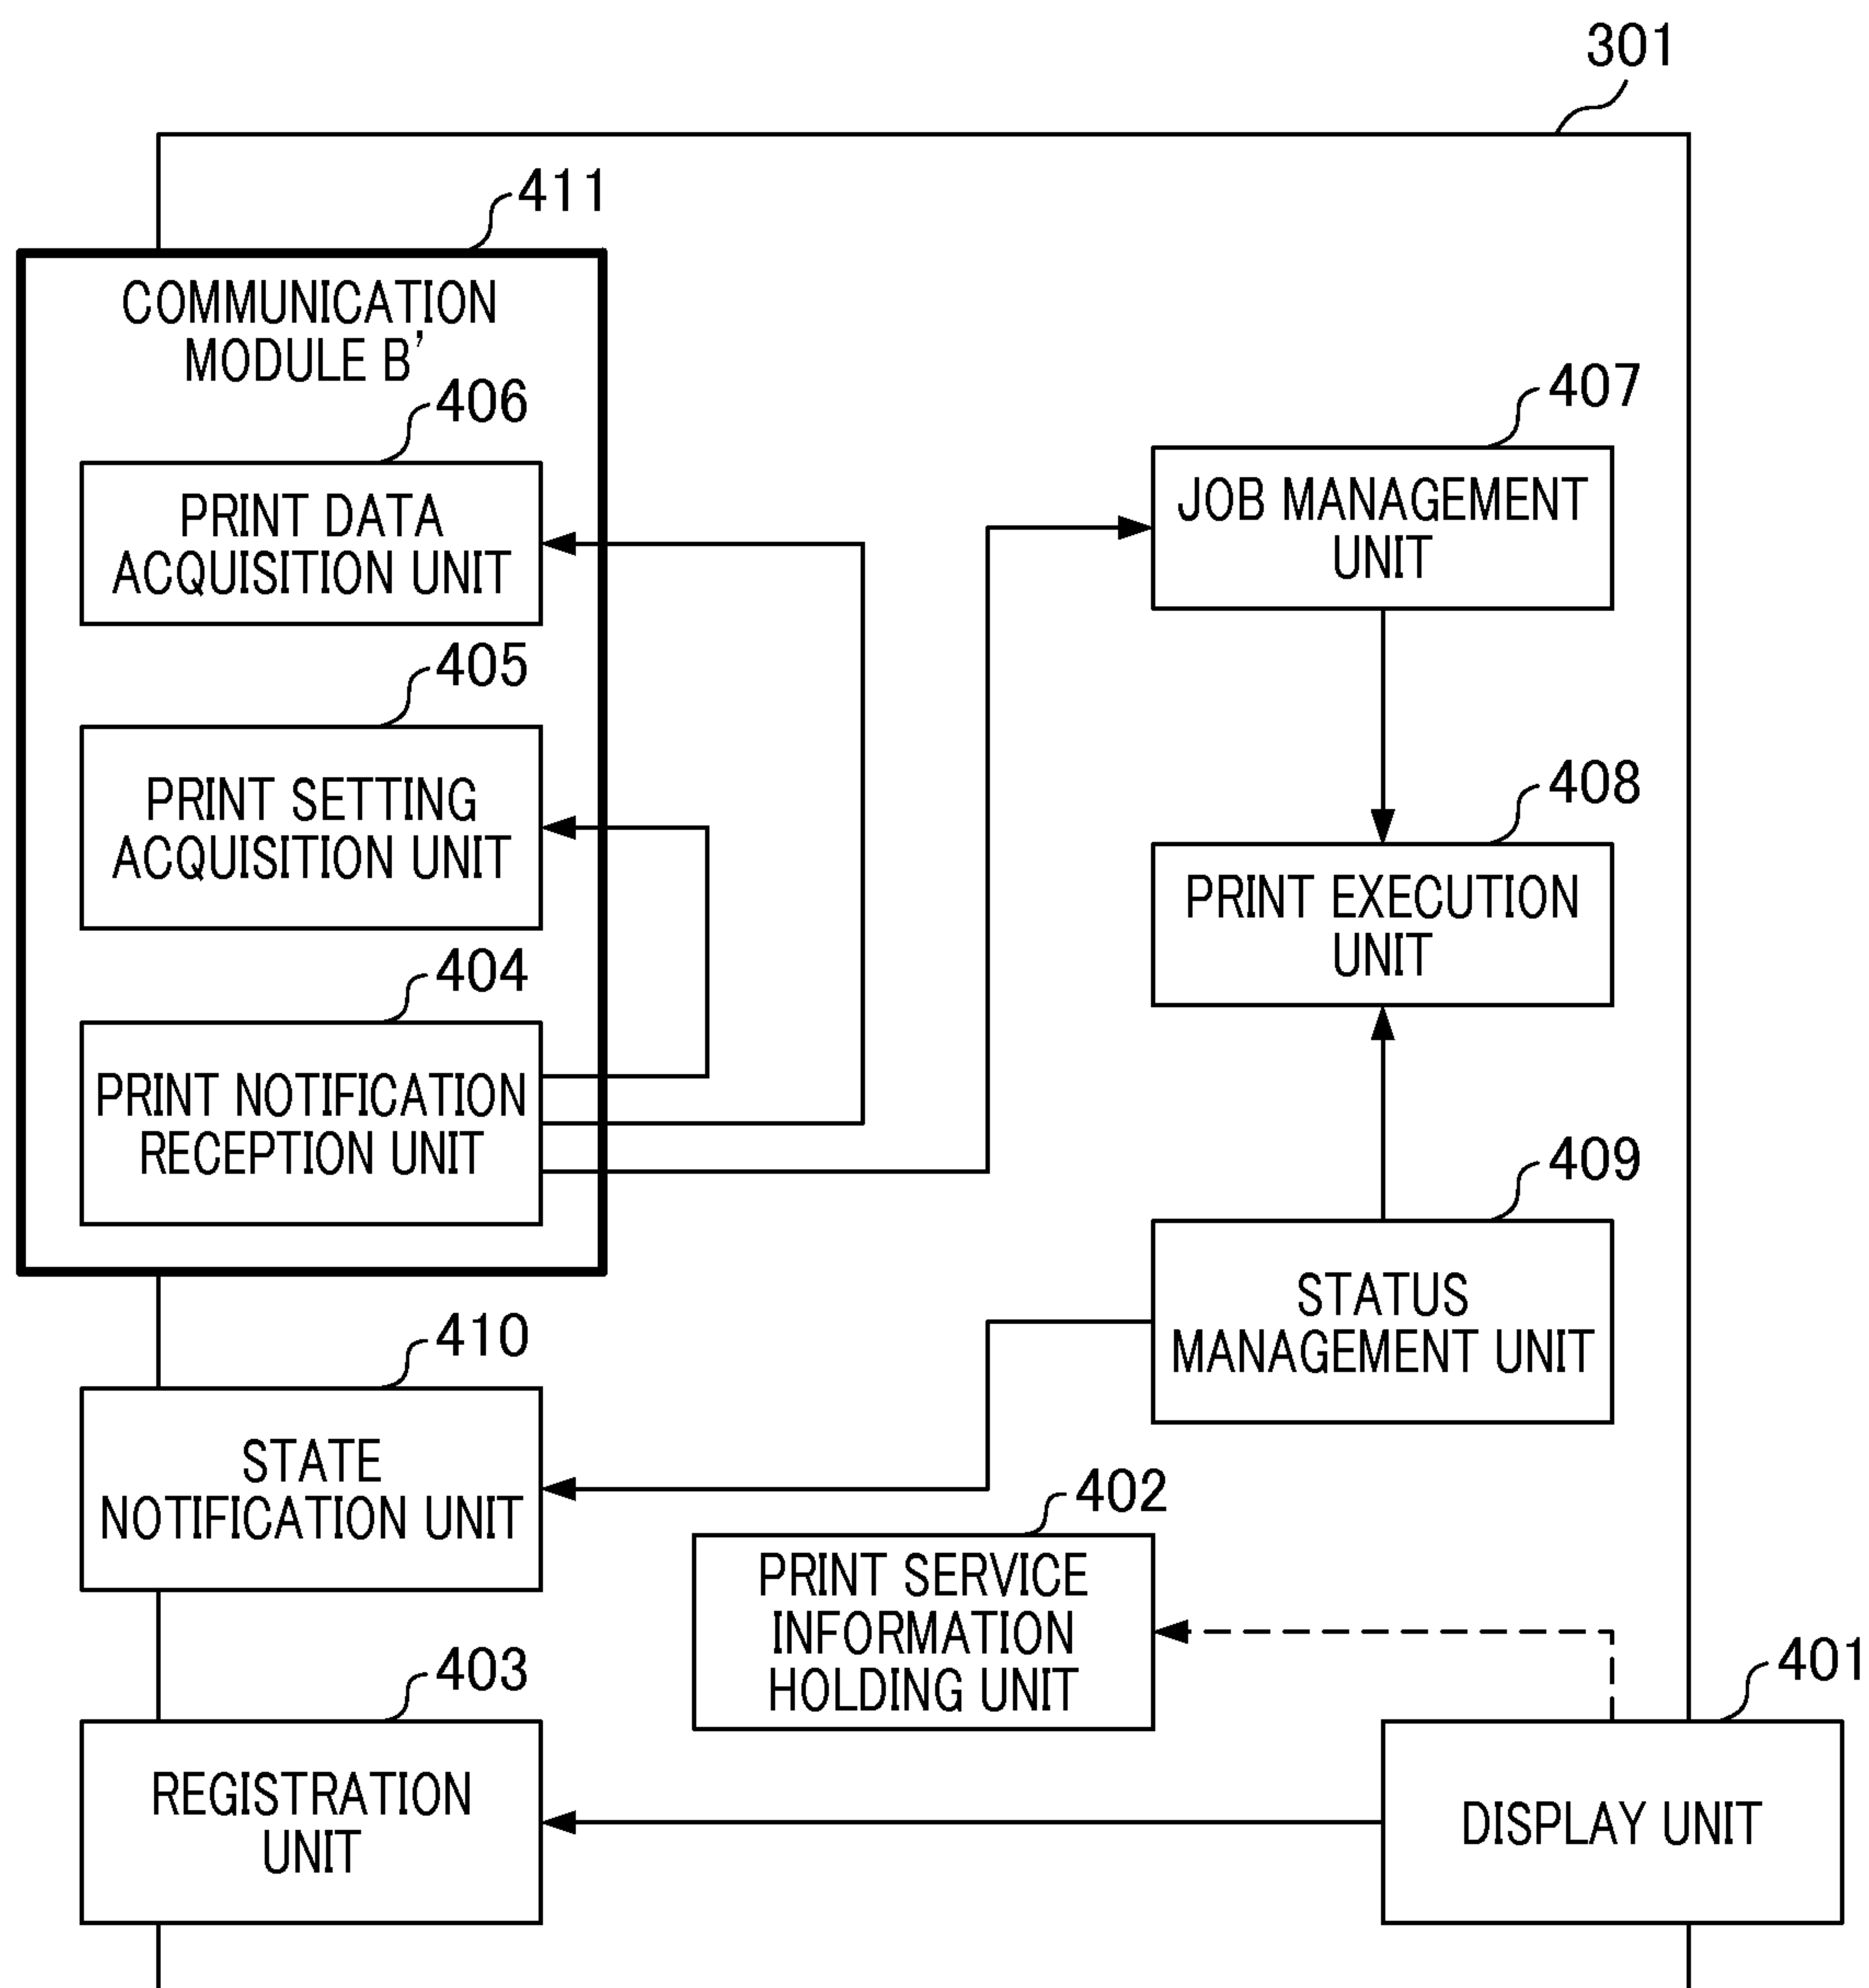 301
411
COMMUNICATION
MODULE B'
406
PRINT DATA
ACQUISITION UNIT
405
PRINT SETTING
ACQUISITION UNIT
404
PRINT NOTIFICATION
RECEPTION UNIT
407
JOB MANAGEMENT
UNIT
408
PRINT EXECUTION
UNIT
409
STATUS
MANAGEMENT UNIT
410
STATE
NOTIFICATION UNIT
402
PRINT SERVICE
INFORMATION
HOLDING UNIT
403
REGISTRATION
UNIT
401
DISPLAY UNIT